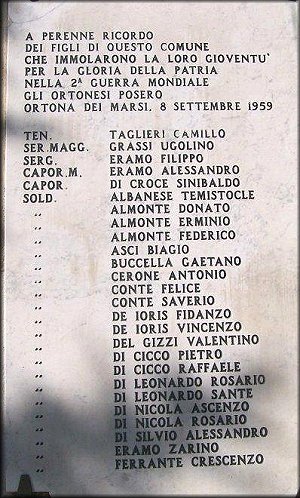 A PERENNE RICORDO
DEI FIGLI DI QUESTO COMUNE
CHE IMMOLARONO LA LORO GIOVENTU'
PER LA GLORIA DELLA PATRIA
NELLA 2ª GUERRA MONDIALE
GLI ORTONESI POSERO
ORTONA DEI MARSI, 8 SETTEMBRE 1959
TEN. TAGLIERI CAMILLO
SER.MAGG. GRASSI UGOLINO
SERG. ERAMO FILIPPO
CAPOR.M. ERAMO ALESSANDRO
CAPOR. DI CROCE SINIBALDO
SOLD. ALBANESE TEMISTOCLE
,, ALMONTE DONATO
,, ALMONTE ERMINIO
,, ALMONTE FEDERICO
,, ASCI BIAGIO
,, BUCCELLA GAETANO
,, CERONE ANTONIO
,, CONTE FELICE
,, CONTE SAVERIO
,, DE IORIS FIDANZO
,, DE IORIS VINCENZO
,, DEL GIZZI VALENTINO
,, DI CICCO PIETRO
,, DI CICCO RAFFAELE
,, DI LEONARDO ROSARIO
,, DI LEONARDO SANTE
,, DI NICOLA ASCENZO
,, DI NICOLA ROSARIO
,, DI SILVIO ALESSANDRO
,, ERAMO ZARINO
,, FERRANTE CRESCENZO